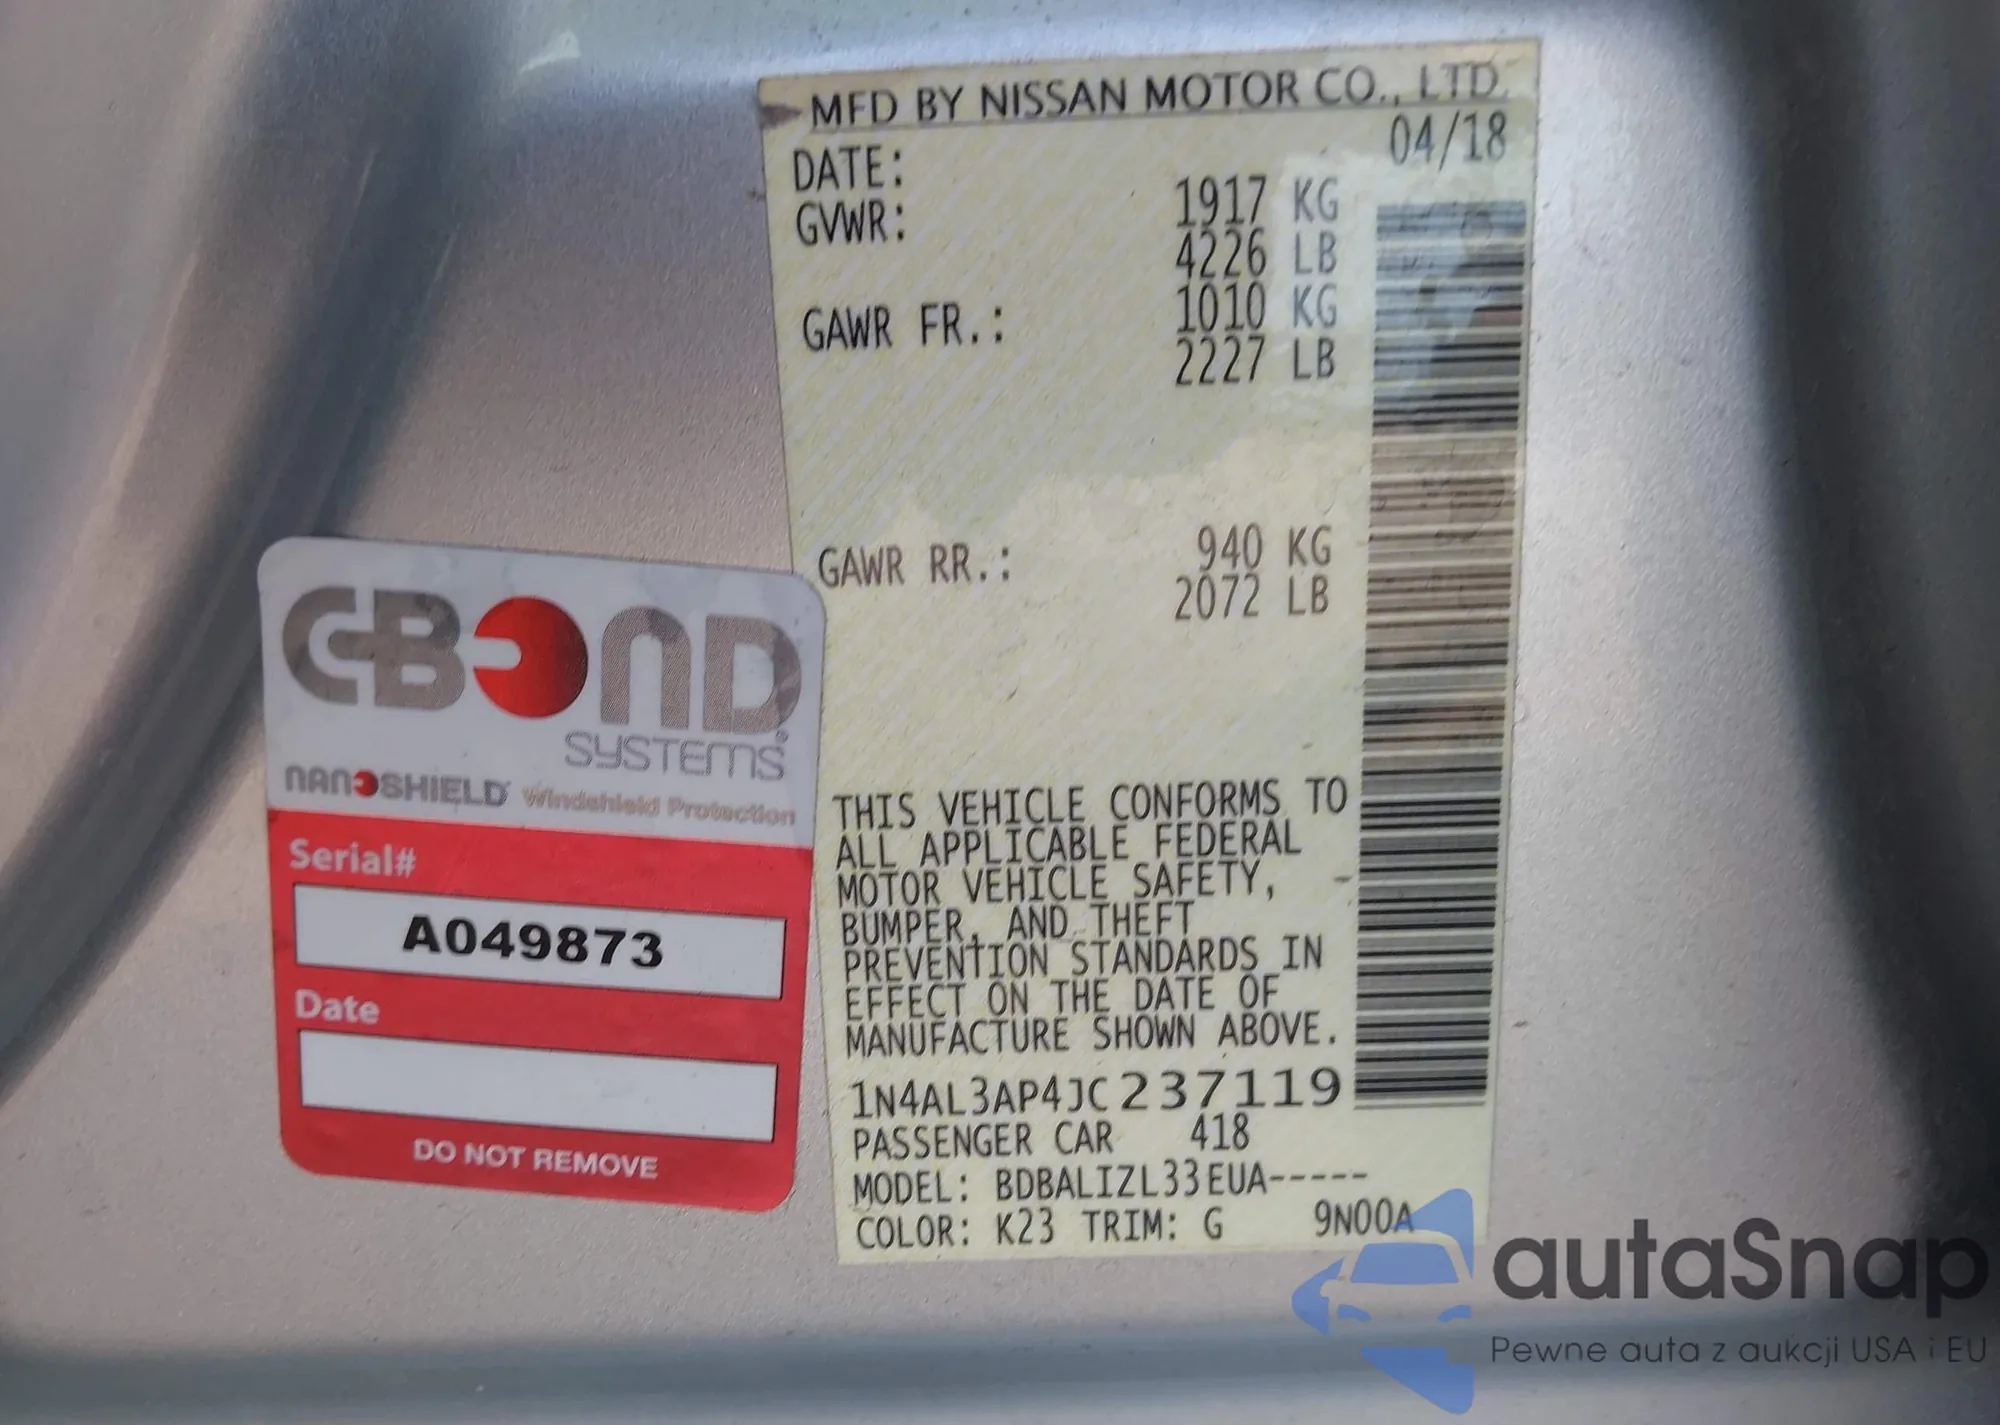 MFD BY NISSAN MOTOR CO., LTD.
DATE: 04/18
GVWR: 1917 KG
4226 LB
GAWR FR.: 1010 KG
2227 LB
GAWR RR.: 940 KG
2072 LB
THIS VEHICLE CONFORMS TO
ALL APPLICABLE FEDERAL
MOTOR VEHICLE SAFETY,
BUMPER, AND THEFT
PREVENTION STANDARDS IN
EFFECT ON THE DATE OF
MANUFACTURE SHOWN ABOVE.
1N4AL3AP4JC237119
PASSENGER CAR 418
MODEL: BDBALIZL33EUA-----
COLOR: K23 TRIM: G 9N00A
C-BOND
SYSTEMS®
NANOSHIELD Windshield Protection
Serial#
A049873
Date
DO NOT REMOVE
autaSnap
Pewne auta z aukcji USA i EU